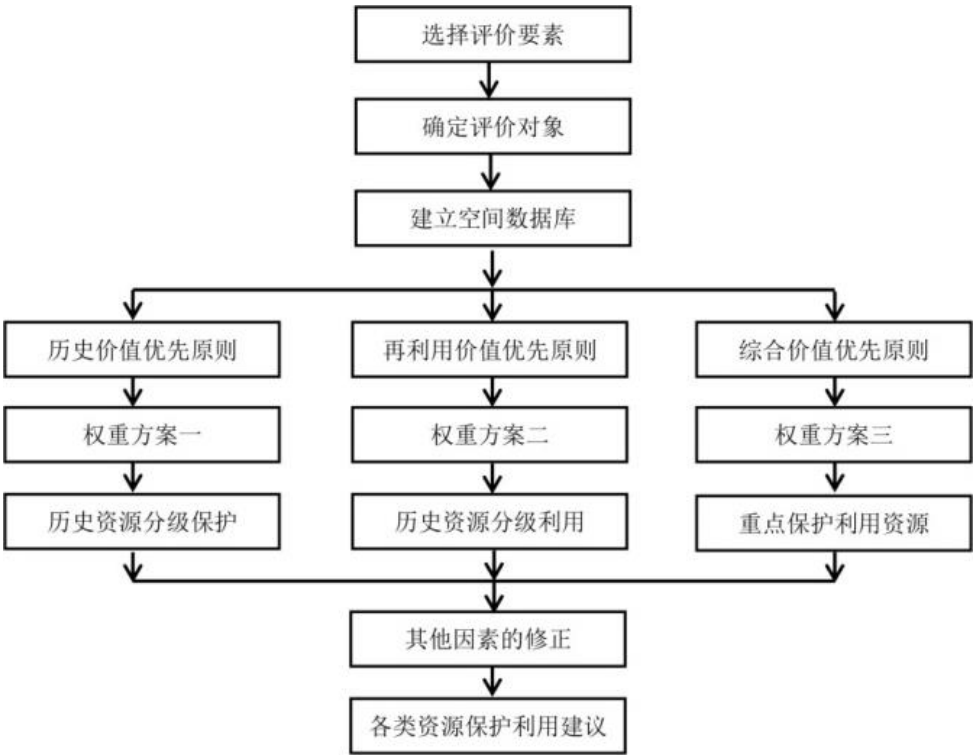 选择评价要素
确定评价对象
建立空间数据库
历史价值优先原则
再利用价值优先原则
综合价值优先原则
权重方案一
权重方案二
权重方案三
历史资源分级保护
历史资源分级利用
重点保护利用资源
其他因素的修正
各类资源保护利用建议